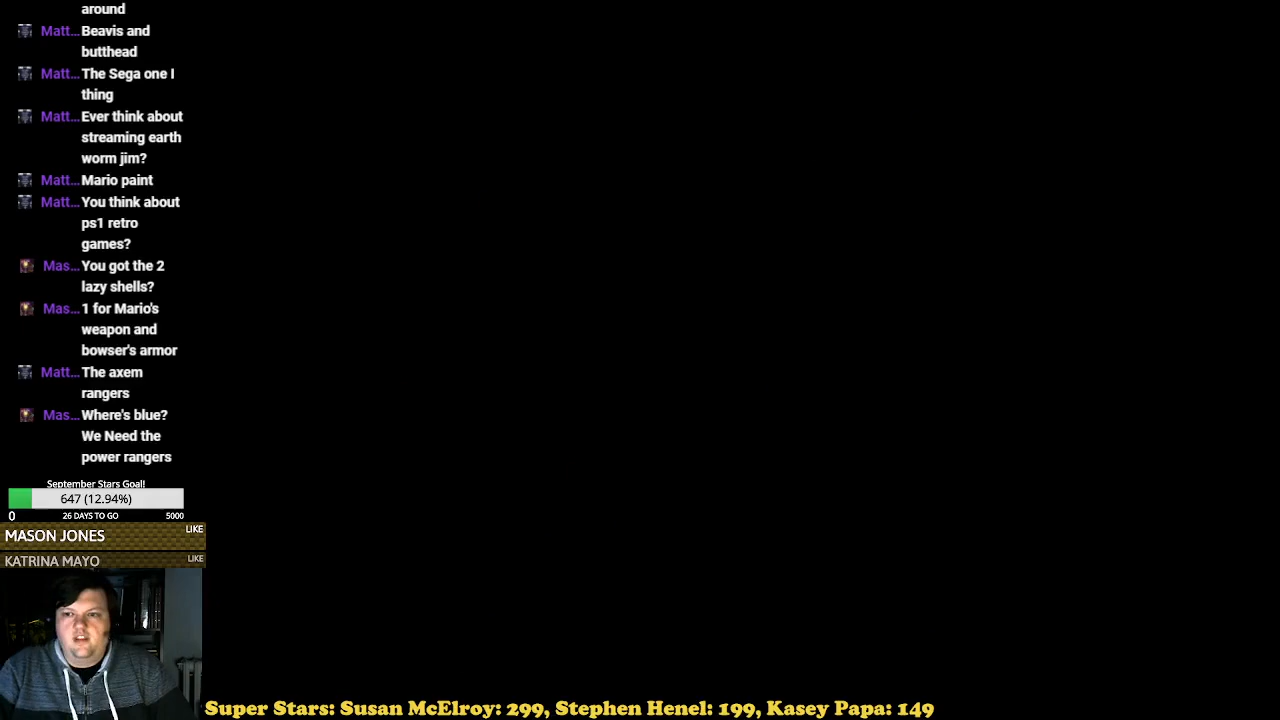 around
Matt... Beavis and
butthead
Matt... The Sega one I
thing
Matt... Ever think about
streaming earth
worm jim?
Matt... Mario paint
Matt... You think about
ps1 retro
games?
Mas... You got the 2
lazy shells?
Mas... 1 for Mario's
weapon and
bowser's armor
Matt... The axem
rangers
Mas... Where's blue?
We Need the
power rangers
September Stars Goal!
647 (12.94%)
0 26 DAYS TO GO 5000
MASON JONES LIKE
KATRINA MAYO LIKE
Super Stars: Susan McElroy: 299, Stephen Henel: 199, Kasey Papa: 149